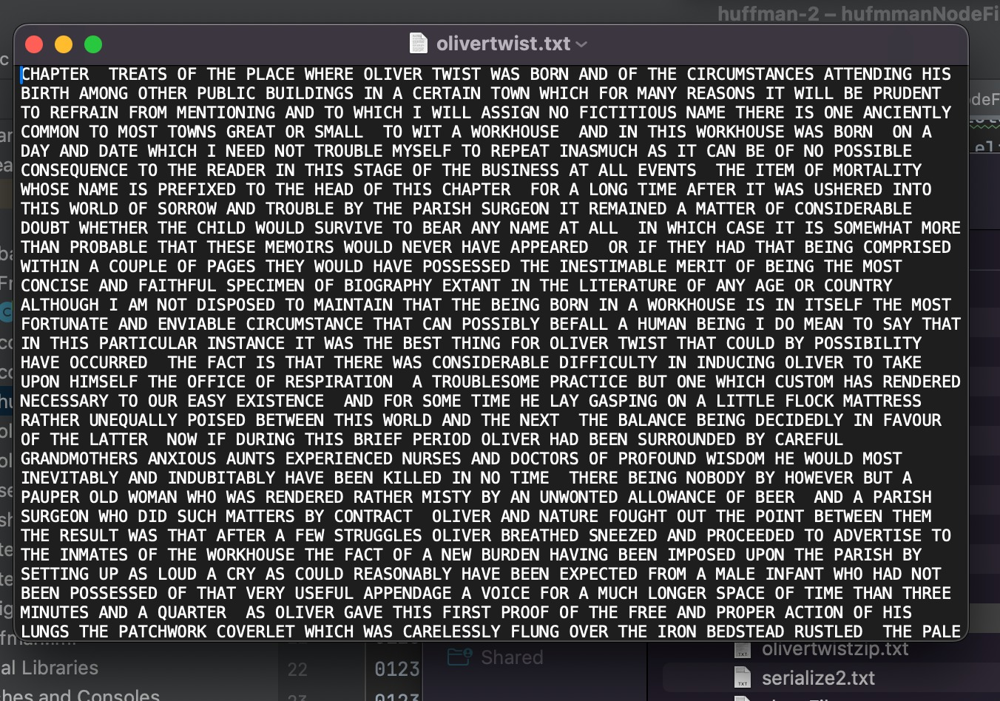 huffman-2 – hufmmanNodeFi
olivertwist.txt
CHAPTER  TREATS OF THE PLACE WHERE OLIVER TWIST WAS BORN AND OF THE CIRCUMSTANCES ATTENDING HIS
BIRTH AMONG OTHER PUBLIC BUILDINGS IN A CERTAIN TOWN WHICH FOR MANY REASONS IT WILL BE PRUDENT
TO REFRAIN FROM MENTIONING AND TO WHICH I WILL ASSIGN NO FICTITIOUS NAME THERE IS ONE ANCIENTLY
COMMON TO MOST TOWNS GREAT OR SMALL  TO WIT A WORKHOUSE  AND IN THIS WORKHOUSE WAS BORN  ON A
DAY AND DATE WHICH I NEED NOT TROUBLE MYSELF TO REPEAT INASMUCH AS IT CAN BE OF NO POSSIBLE
CONSEQUENCE TO THE READER IN THIS STAGE OF THE BUSINESS AT ALL EVENTS  THE ITEM OF MORTALITY
WHOSE NAME IS PREFIXED TO THE HEAD OF THIS CHAPTER  FOR A LONG TIME AFTER IT WAS USHERED INTO
THIS WORLD OF SORROW AND TROUBLE BY THE PARISH SURGEON IT REMAINED A MATTER OF CONSIDERABLE
DOUBT WHETHER THE CHILD WOULD SURVIVE TO BEAR ANY NAME AT ALL  IN WHICH CASE IT IS SOMEWHAT MORE
THAN PROBABLE THAT THESE MEMOIRS WOULD NEVER HAVE APPEARED  OR IF THEY HAD THAT BEING COMPRISED
WITHIN A COUPLE OF PAGES THEY WOULD HAVE POSSESSED THE INESTIMABLE MERIT OF BEING THE MOST
CONCISE AND FAITHFUL SPECIMEN OF BIOGRAPHY EXTANT IN THE LITERATURE OF ANY AGE OR COUNTRY
ALTHOUGH I AM NOT DISPOSED TO MAINTAIN THAT THE BEING BORN IN A WORKHOUSE IS IN ITSELF THE MOST
FORTUNATE AND ENVIABLE CIRCUMSTANCE THAT CAN POSSIBLY BEFALL A HUMAN BEING I DO MEAN TO SAY THAT
IN THIS PARTICULAR INSTANCE IT WAS THE BEST THING FOR OLIVER TWIST THAT COULD BY POSSIBILITY
HAVE OCCURRED  THE FACT IS THAT THERE WAS CONSIDERABLE DIFFICULTY IN INDUCING OLIVER TO TAKE
UPON HIMSELF THE OFFICE OF RESPIRATION  A TROUBLESOME PRACTICE BUT ONE WHICH CUSTOM HAS RENDERED
NECESSARY TO OUR EASY EXISTENCE  AND FOR SOME TIME HE LAY GASPING ON A LITTLE FLOCK MATTRESS
RATHER UNEQUALLY POISED BETWEEN THIS WORLD AND THE NEXT  THE BALANCE BEING DECIDEDLY IN FAVOUR
OF THE LATTER  NOW IF DURING THIS BRIEF PERIOD OLIVER HAD BEEN SURROUNDED BY CAREFUL
GRANDMOTHERS ANXIOUS AUNTS EXPERIENCED NURSES AND DOCTORS OF PROFOUND WISDOM HE WOULD MOST
INEVITABLY AND INDUBITABLY HAVE BEEN KILLED IN NO TIME  THERE BEING NOBODY BY HOWEVER BUT A
PAUPER OLD WOMAN WHO WAS RENDERED RATHER MISTY BY AN UNWONTED ALLOWANCE OF BEER  AND A PARISH
SURGEON WHO DID SUCH MATTERS BY CONTRACT  OLIVER AND NATURE FOUGHT OUT THE POINT BETWEEN THEM
THE RESULT WAS THAT AFTER A FEW STRUGGLES OLIVER BREATHED SNEEZED AND PROCEEDED TO ADVERTISE TO
THE INMATES OF THE WORKHOUSE THE FACT OF A NEW BURDEN HAVING BEEN IMPOSED UPON THE PARISH BY
SETTING UP AS LOUD A CRY AS COULD REASONABLY HAVE BEEN EXPECTED FROM A MALE INFANT WHO HAD NOT
BEEN POSSESSED OF THAT VERY USEFUL APPENDAGE A VOICE FOR A MUCH LONGER SPACE OF TIME THAN THREE
MINUTES AND A QUARTER  AS OLIVER GAVE THIS FIRST PROOF OF THE FREE AND PROPER ACTION OF HIS
LUNGS THE PATCHWORK COVERLET WHICH WAS CARELESSLY FLUNG OVER THE IRON BEDSTEAD RUSTLED  THE PALE
olivertwistzip.txt
Shared
al Libraries
22
0123
serialize2.txt
hes and Consoles
23
0123